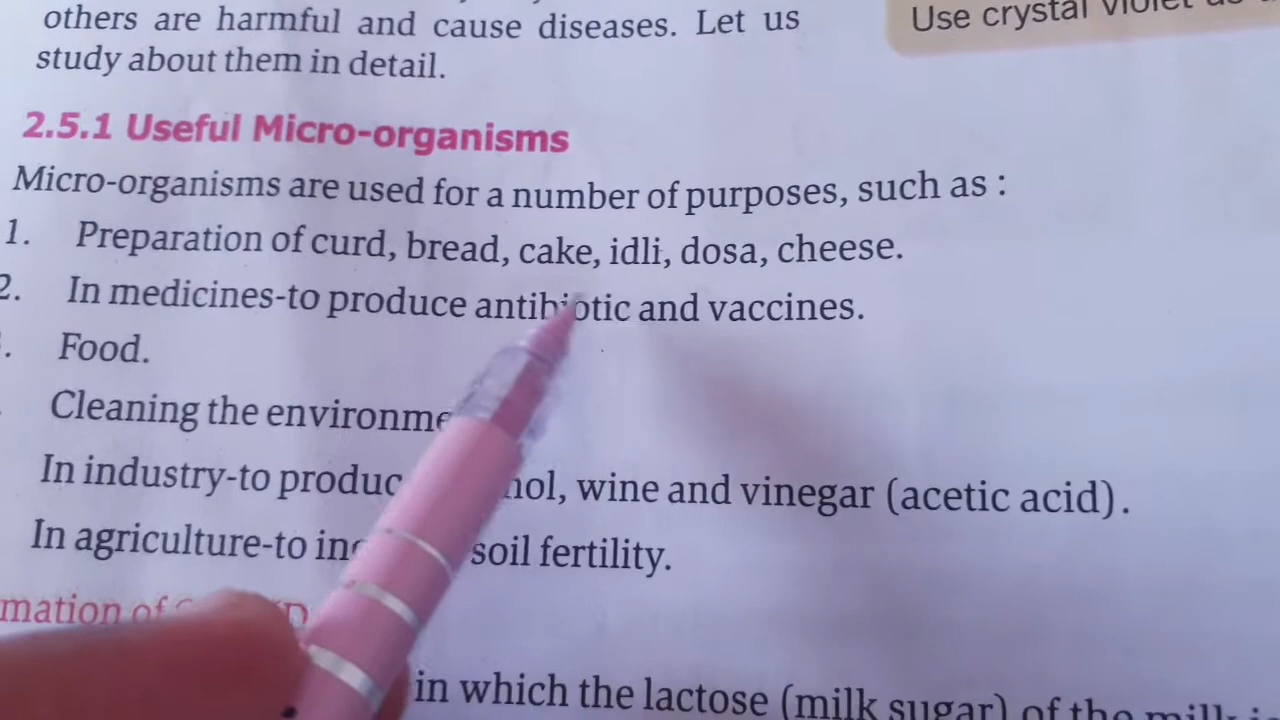 others are harmful and cause diseases. Let us
study about them in detail.
Use crystal violet
2.5.1 Useful Micro-organisms
Micro-organisms are used for a number of purposes, such as :
1. Preparation of curd, bread, cake, idli, dosa, cheese.
2. In medicines-to produce antibiotic and vaccines.
. Food.
Cleaning the
In industry-to wine and vinegar (acetic acid).
In agriculture-to soil fertility.
of
in which the lactose (milk sugar) of the milk